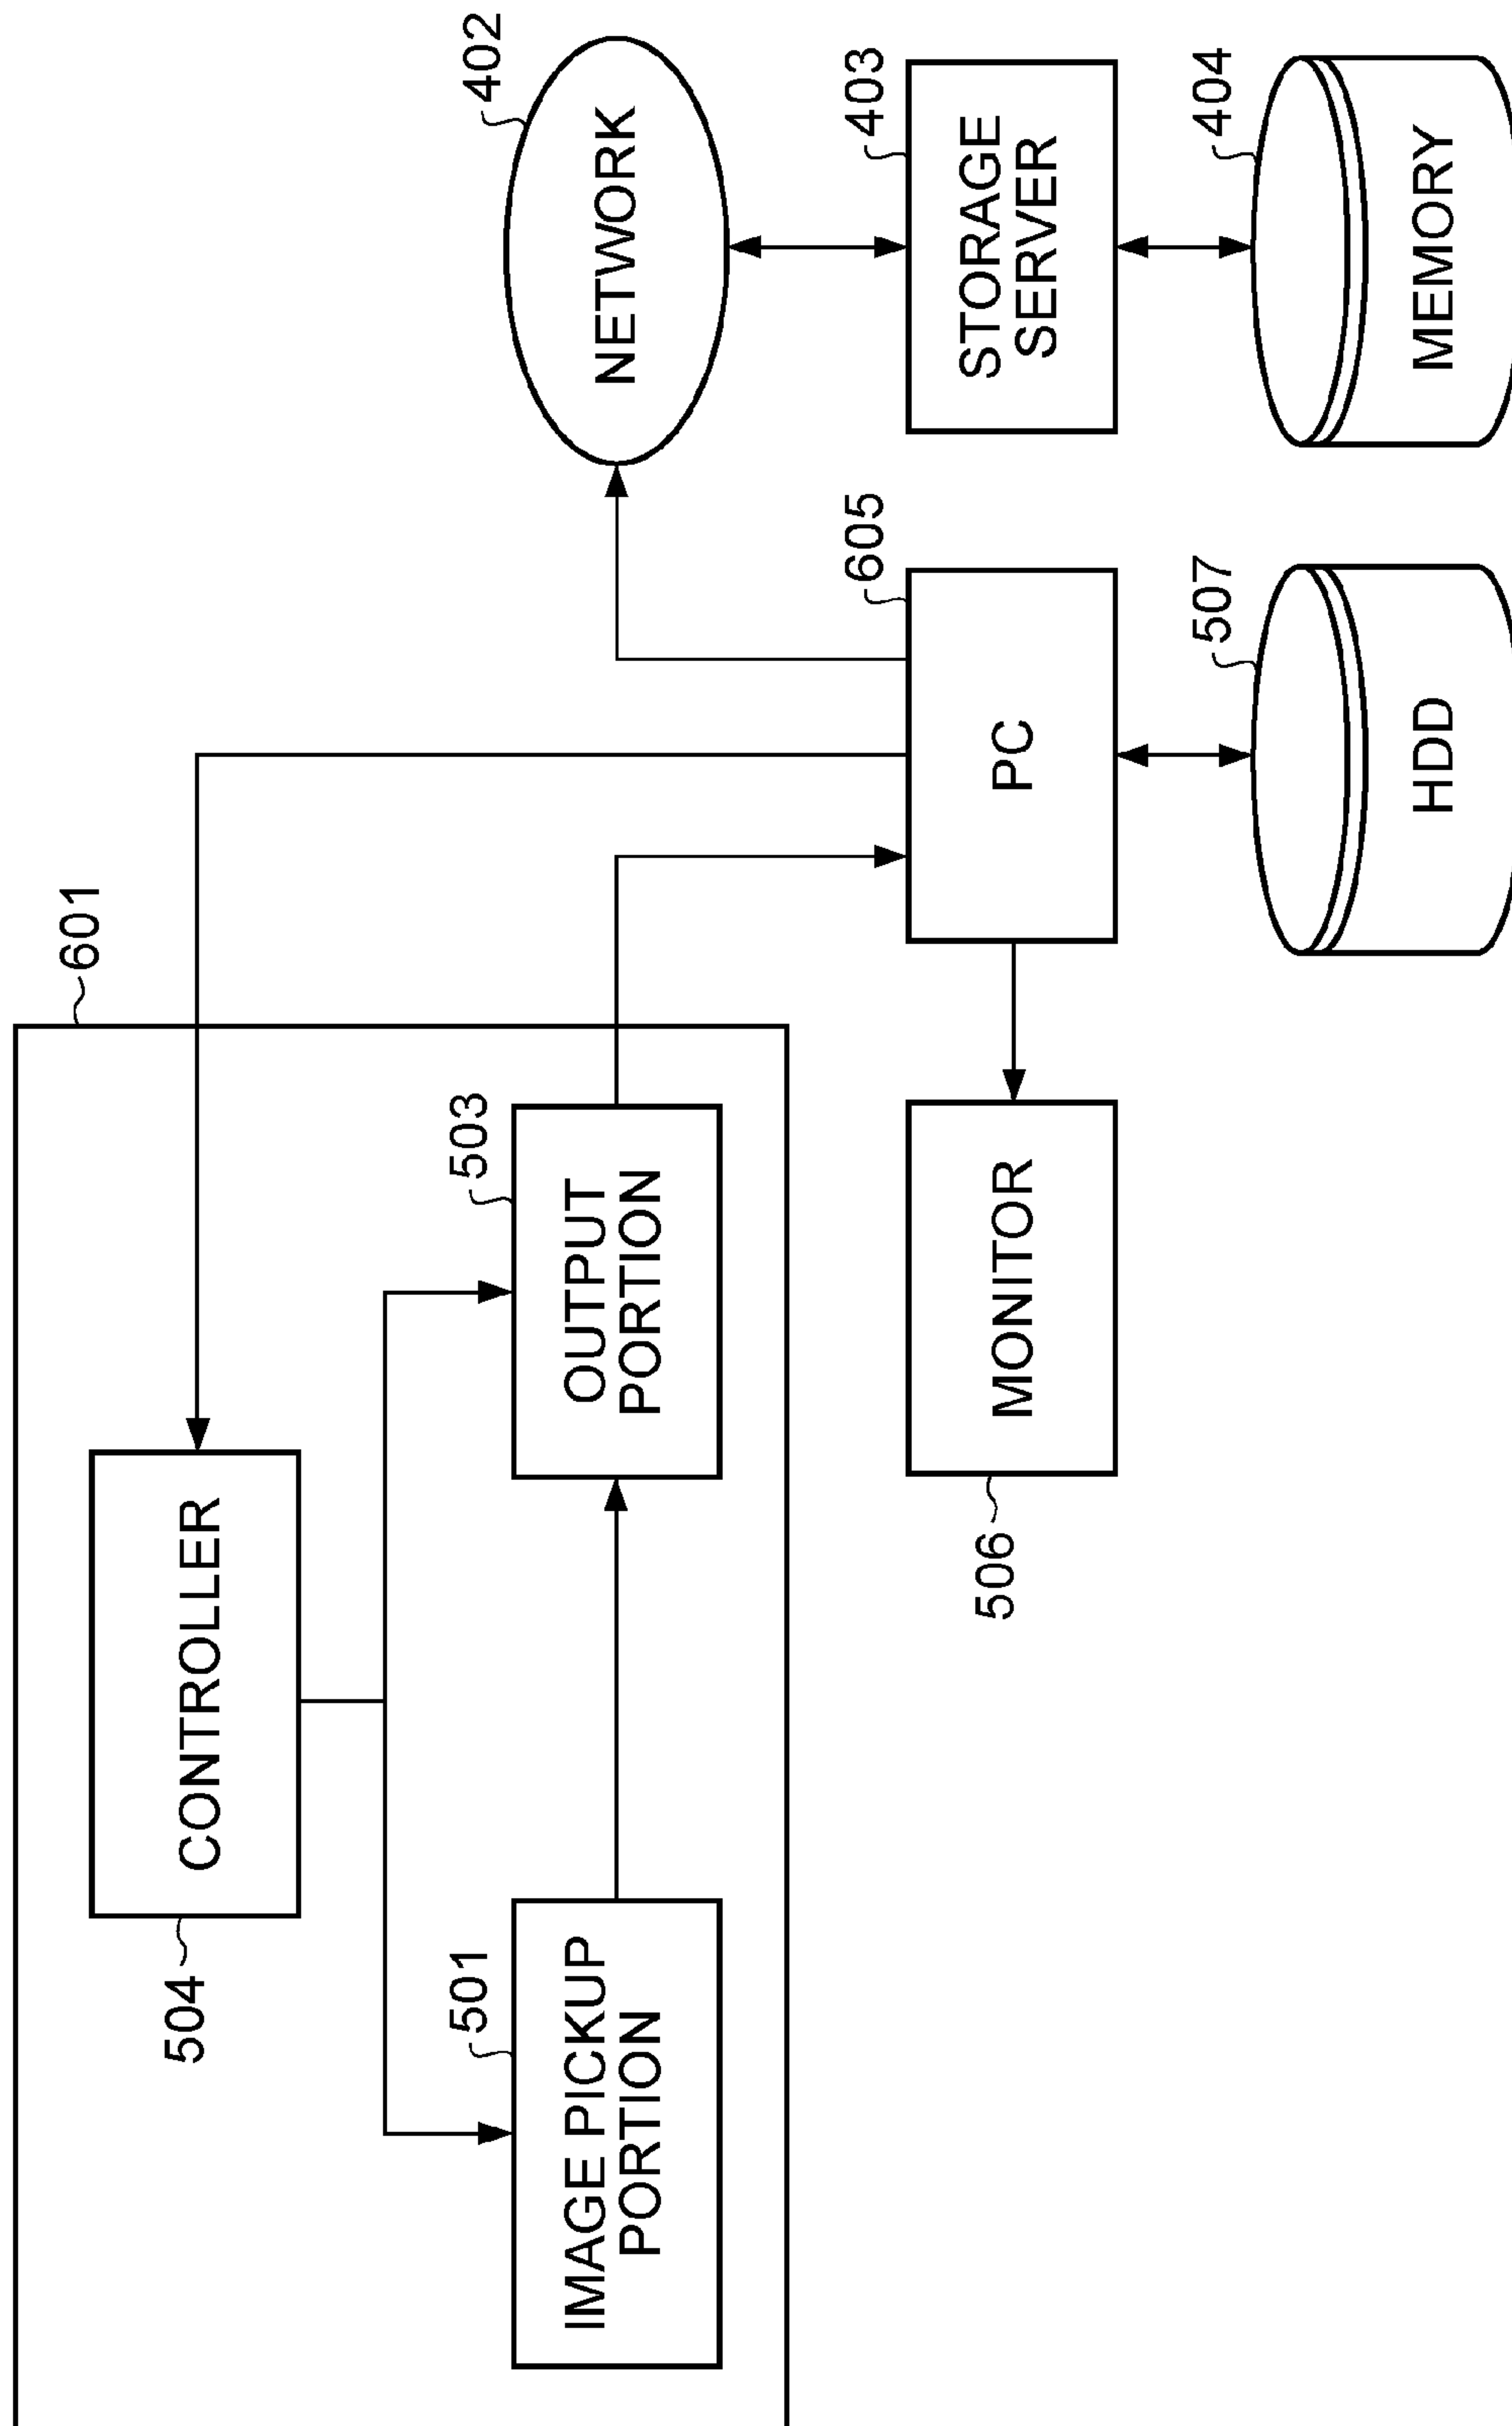 601
504
CONTROLLER
501
IMAGE PICKUP
PORTION
503
OUTPUT
PORTION
402
NETWORK
506
MONITOR
605
PC
403
STORAGE
SERVER
507
HDD
404
MEMORY